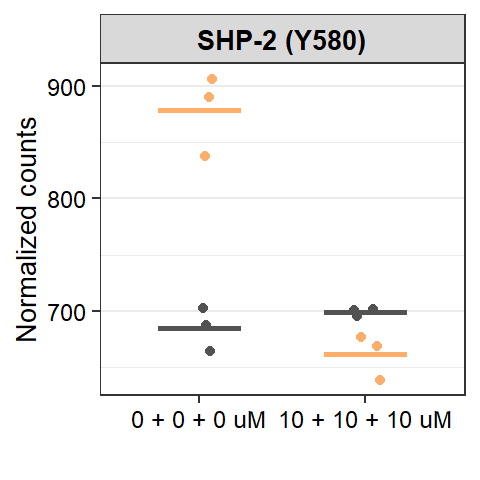 SHP-2 (Y580)
Normalized counts
900
800
700
0 + 0 + 0 uM
10 + 10 + 10 uM